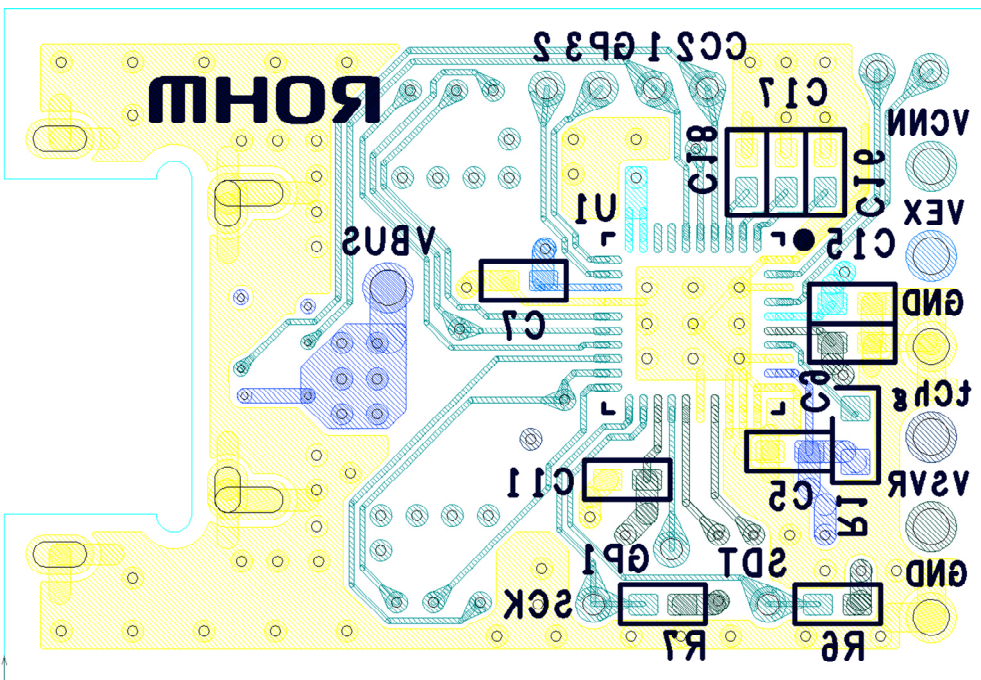 CC2 1 GP3 2
ROHM
C17
VCNN
C18
C16
VEX
U1
VBUS
C15
GND
C7
C9
tChg
C11
C5
R1
VSVR
GP1
SDT
GND
SCK
R7
R6